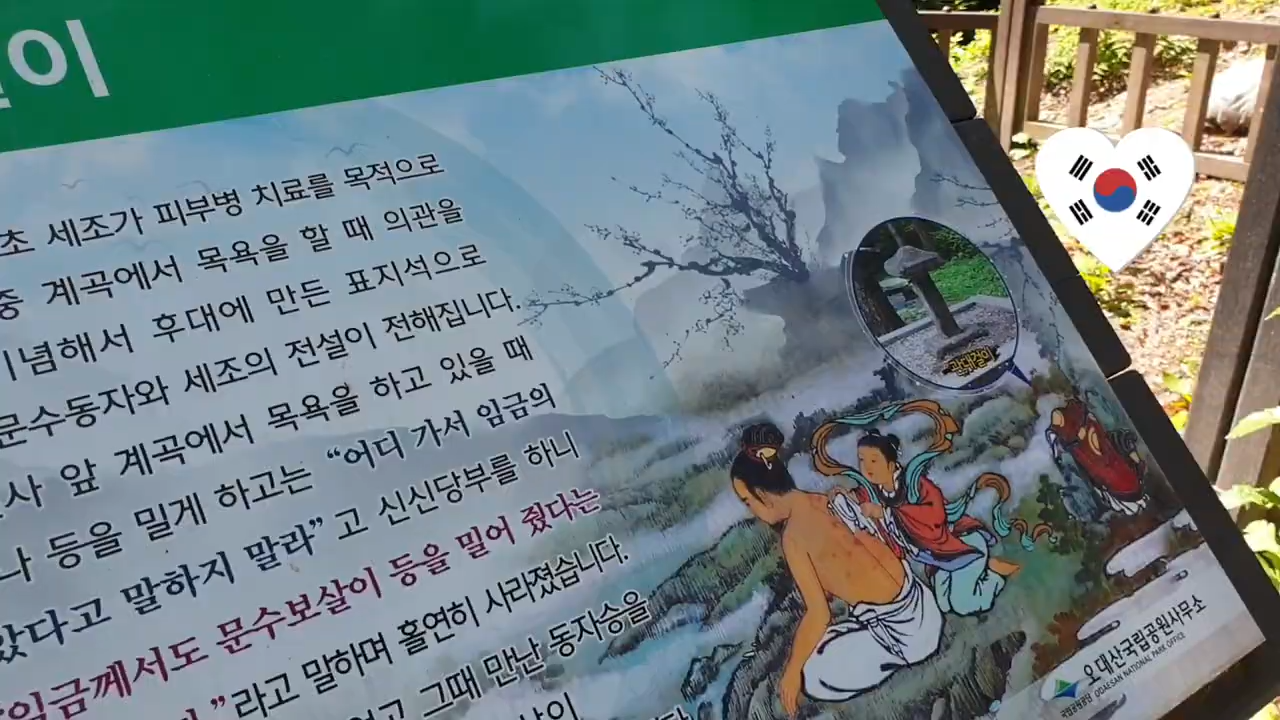 이
초 세조가 피부병 치료를 목적으로
중 계곡에서 목욕을 할 때 의관을
기념해서 후대에 만든 표지석으로
문수동자와 세조의 전설이 전해집니다.
사 앞 계곡에서 목욕을 하고 있을 때
나 등을 밀게 하고는 “어디 가서 임금의
았다고 말하지 말라”고 신신당부를 하니
“임금께서도 문수보살이 등을 밀어 줬다는
”라고 말하며 홀연히 사라졌습니다.
그때 만난 동자승을
관대걸이
국립공원공단 오대산국립공원사무소
ODAESAN NATIONAL PARK OFFICE